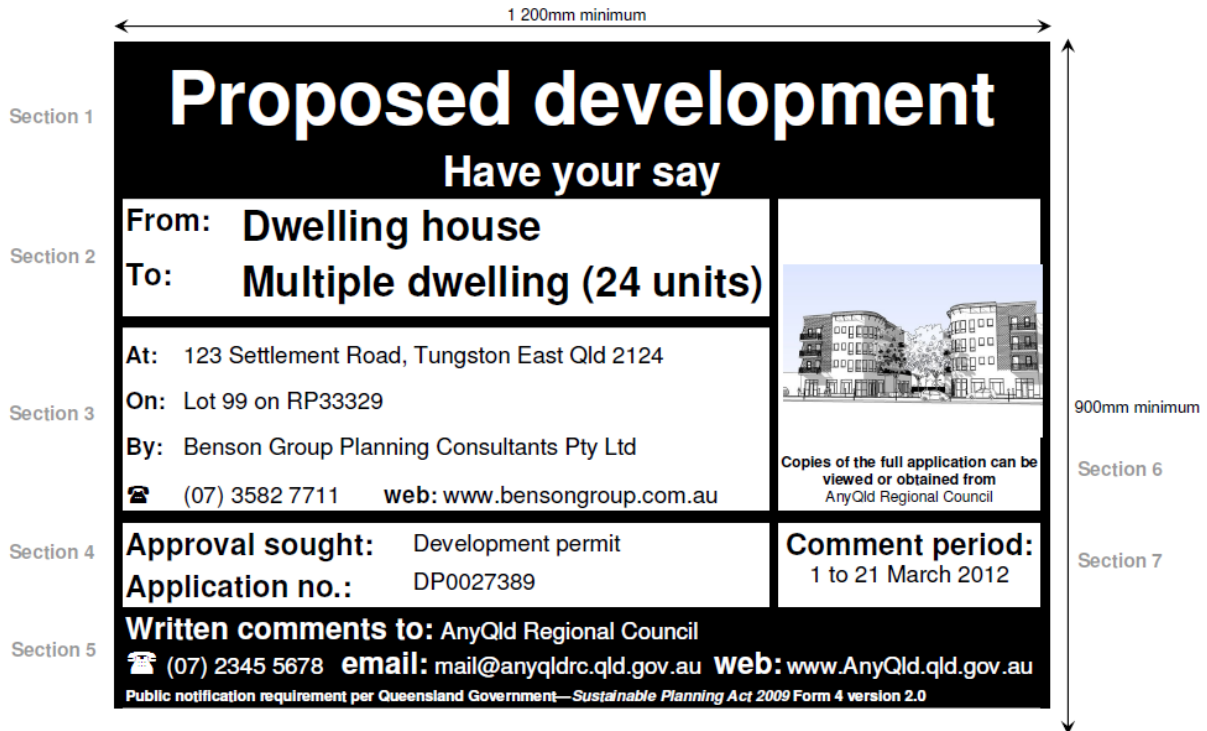 1 200mm minimum
Section 1
Proposed development
Have your say
Section 2
From: Dwelling house
To: Multiple dwelling (24 units)
Section 3
At: 123 Settlement Road, Tungston East Qld 2124
On: Lot 99 on RP33329
By: Benson Group Planning Consultants Pty Ltd
☎ (07) 3582 7711 web: www.bensongroup.com.au
900mm minimum
Section 6
Copies of the full application can be
viewed or obtained from
AnyQld Regional Council
Section 4
Approval sought: Development permit
Application no.: DP0027389
Comment period:
1 to 21 March 2012
Section 7
Section 5
Written comments to: AnyQld Regional Council
☎ (07) 2345 5678 email: mail@anyqldrc.qld.gov.au web: www.AnyQld.qld.gov.au
Public notification requirement per Queensland Government—Sustainable Planning Act 2009 Form 4 version 2.0